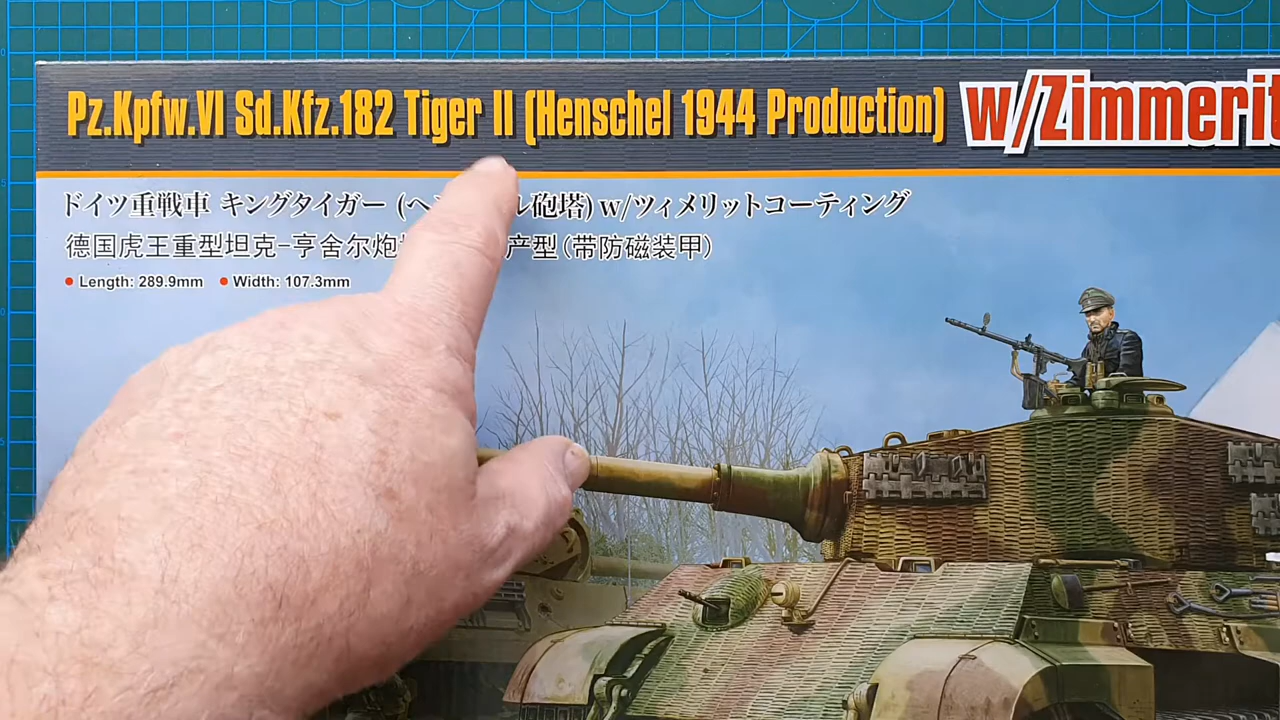 Pz.Kpfw.VI Sd.Kfz.182 Tiger II (Henschel 1944 Production) w/Zimmerit
ドイツ重戦車 キングタイガー (ヘ ル砲塔) w/ツィメリットコーティング
德国虎王重型坦克-亨舍尔炮 产型(带防磁装甲)
• Length: 289.9mm • Width: 107.3mm